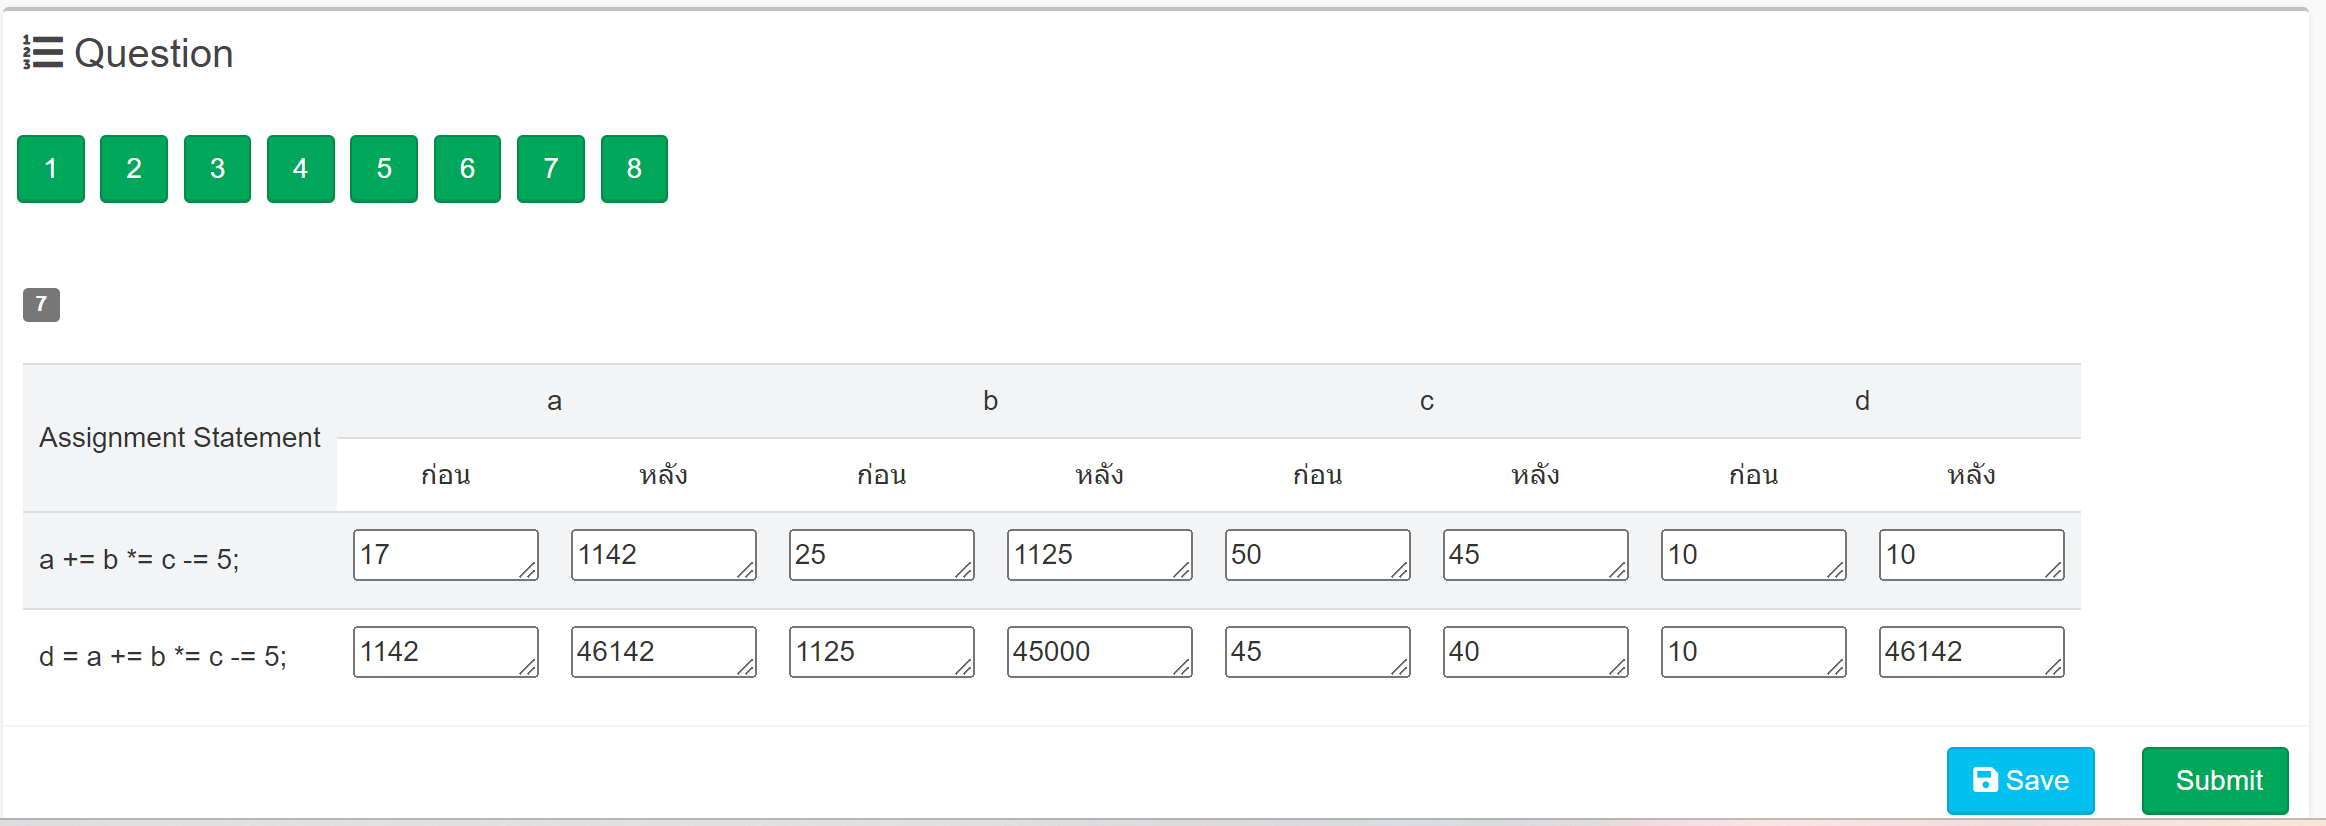 Question
1 2 3 4 5 6 7 8
7
Assignment Statement a b c d
ก่อน หลัง ก่อน หลัง ก่อน หลัง ก่อน หลัง
a += b *= c -= 5; 17 1142 25 1125 50 45 10 10
d = a += b *= c -= 5; 1142 46142 1125 45000 45 40 10 46142
Save Submit